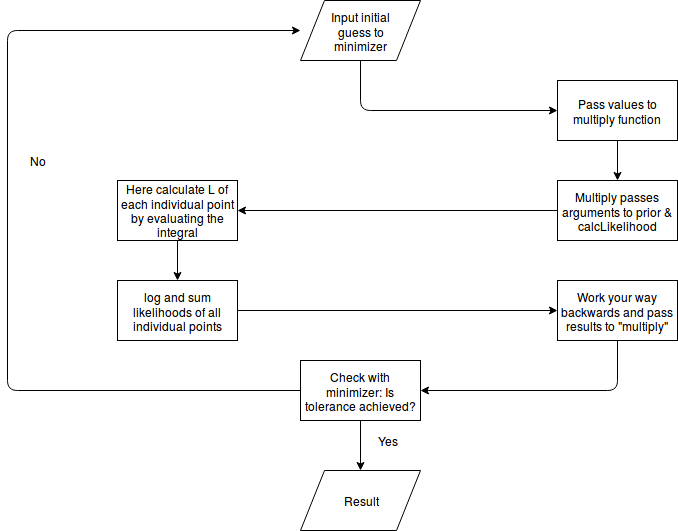 Input initial
guess to
minimizer
Pass values to
multiply function
No
Here calculate L of
each individual point
by evaluating the
integral
Multiply passes
arguments to prior &
calcLikelihood
log and sum
likelihoods of all
individual points
Work your way
backwards and pass
results to "multiply"
Check with
minimizer: Is
tolerance achieved?
Yes
Result